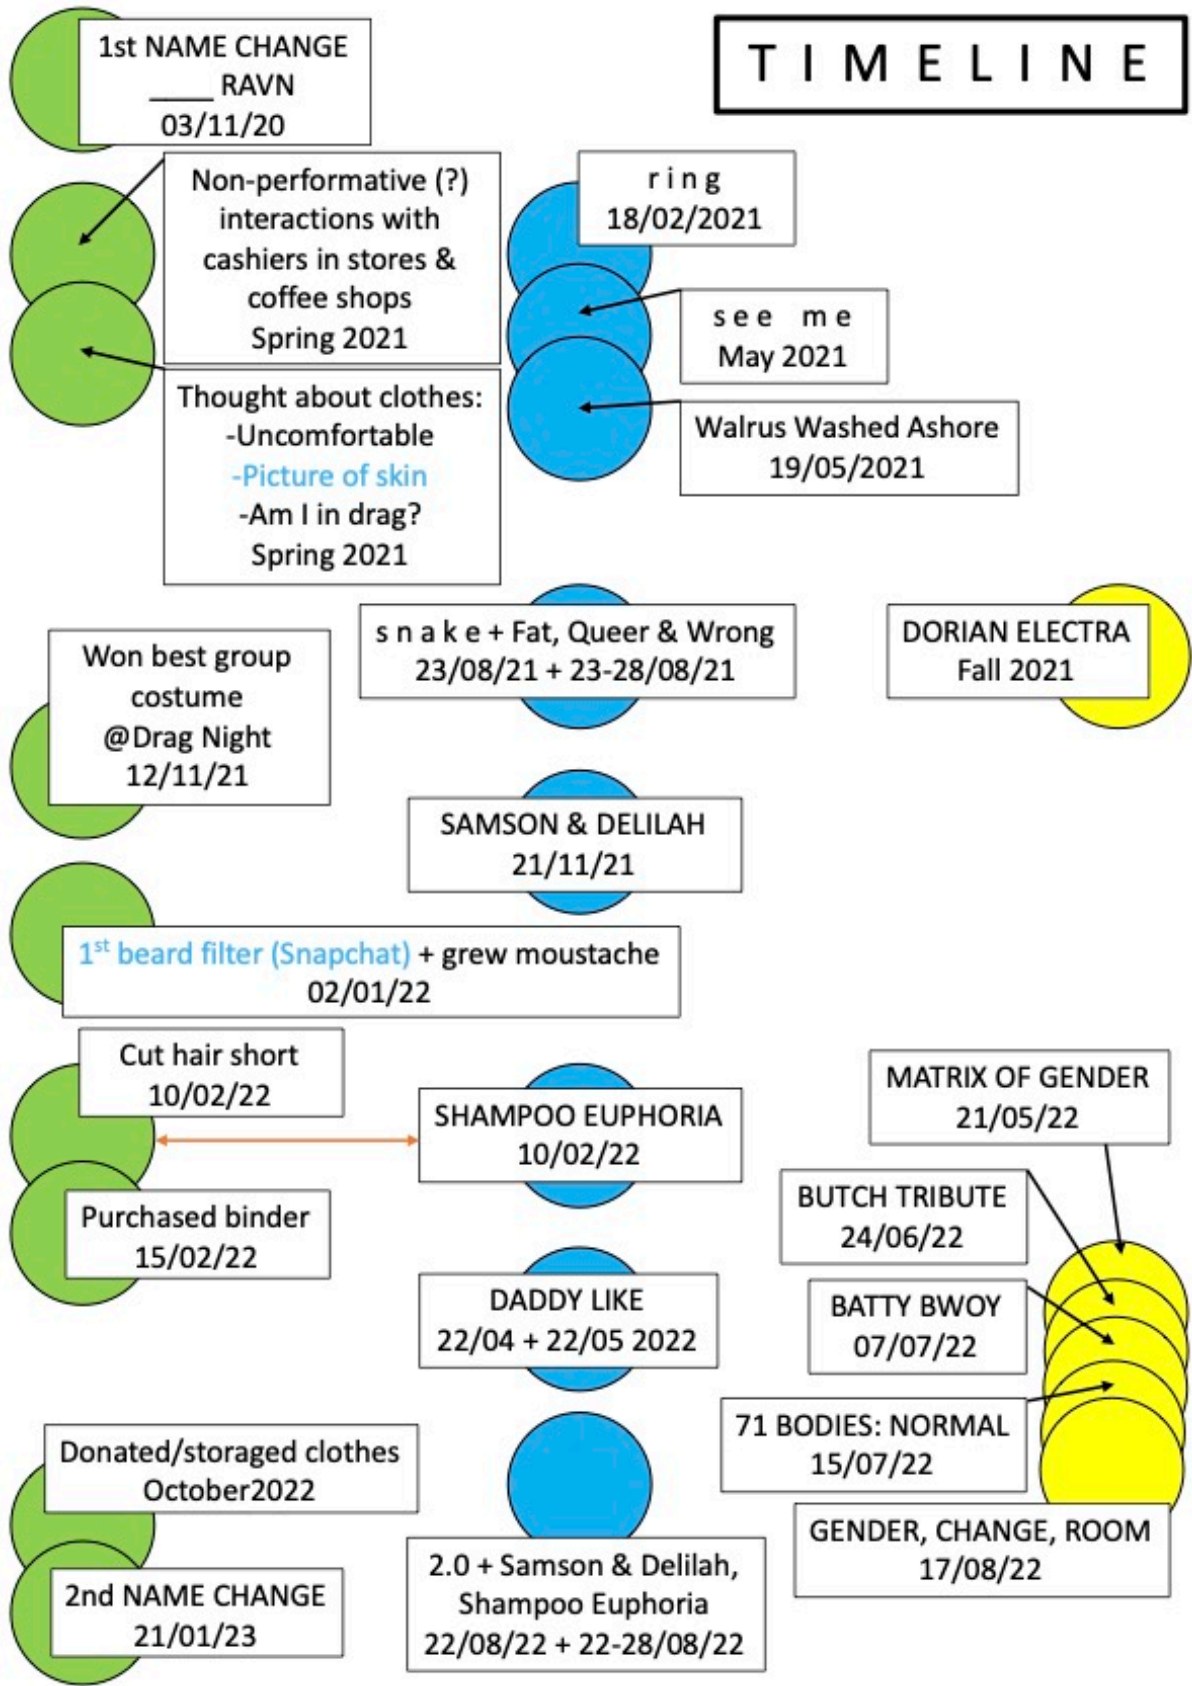 1st NAME CHANGE
____ RAVN
03/11/20
T I M E L I N E
Non-performative (?)
interactions with
cashiers in stores &
coffee shops
Spring 2021
r i n g
18/02/2021
s e e   m e
May 2021
Thought about clothes:
-Uncomfortable
-Picture of skin
-Am I in drag?
Spring 2021
Walrus Washed Ashore
19/05/2021
s n a k e + Fat, Queer & Wrong
23/08/21 + 23-28/08/21
DORIAN ELECTRA
Fall 2021
Won best group
costume
@Drag Night
12/11/21
SAMSON & DELILAH
21/11/21
1st beard filter (Snapchat) + grew moustache
02/01/22
Cut hair short
10/02/22
SHAMPOO EUPHORIA
10/02/22
MATRIX OF GENDER
21/05/22
Purchased binder
15/02/22
BUTCH TRIBUTE
24/06/22
DADDY LIKE
22/04 + 22/05 2022
BATTY BWOY
07/07/22
71 BODIES: NORMAL
15/07/22
Donated/storaged clothes
October2022
GENDER, CHANGE, ROOM
17/08/22
2nd NAME CHANGE
21/01/23
2.0 + Samson & Delilah,
Shampoo Euphoria
22/08/22 + 22-28/08/22